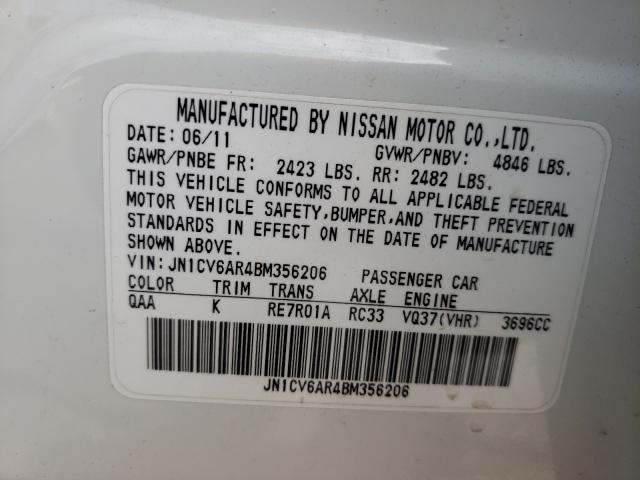 MANUFACTURED BY NISSAN MOTOR CO.,LTD.
DATE: 06/11 GVWR/PNBV: 4846 LBS.
GAWR/PNBE FR: 2423 LBS. RR: 2482 LBS.
THIS VEHICLE CONFORMS TO ALL APPLICABLE FEDERAL
MOTOR VEHICLE SAFETY,BUMPER,AND THEFT PREVENTION
STANDARDS IN EFFECT ON THE DATE OF MANUFACTURE
SHOWN ABOVE.
VIN:JN1CV6AR4BM356206 PASSENGER CAR
COLOR TRIM TRANS AXLE ENGINE
QAA K RE7R01A RC33 VQ37(VHR) 3696CC
JN1CV6AR4BM356206